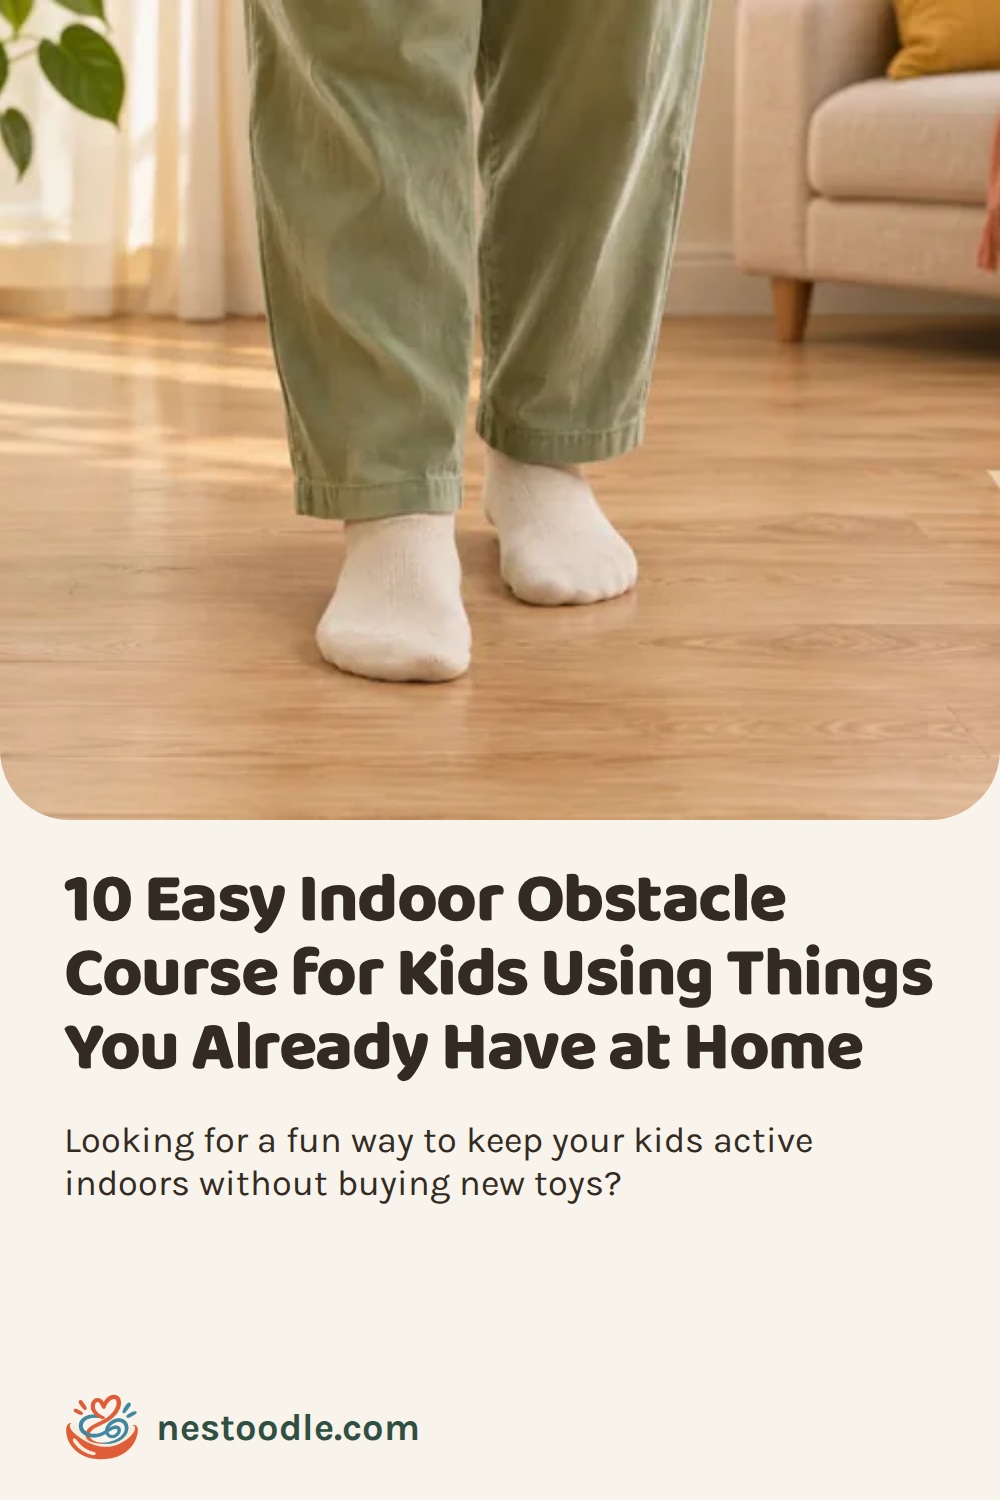 10 Easy Indoor Obstacle
Course for Kids Using Things
You Already Have at Home
Looking for a fun way to keep your kids active
indoors without buying new toys?
nestoodle.com